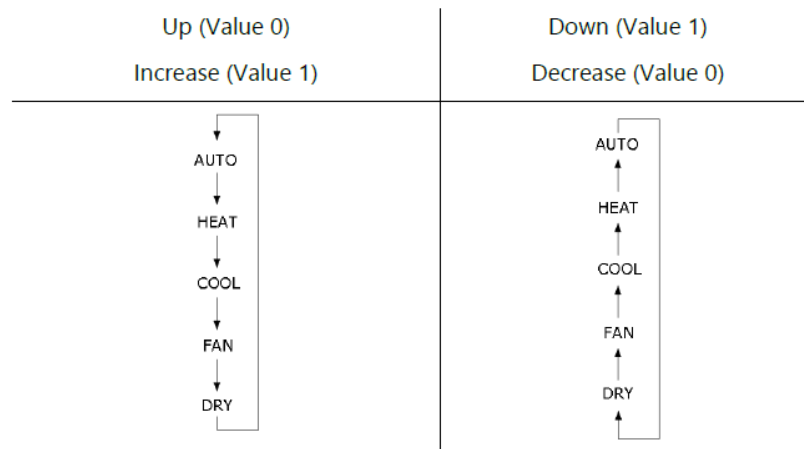 Up (Value 0)
Increase (Value 1)
AUTO
HEAT
COOL
FAN
DRY
Down (Value 1)
Decrease (Value 0)
AUTO
HEAT
COOL
FAN
DRY